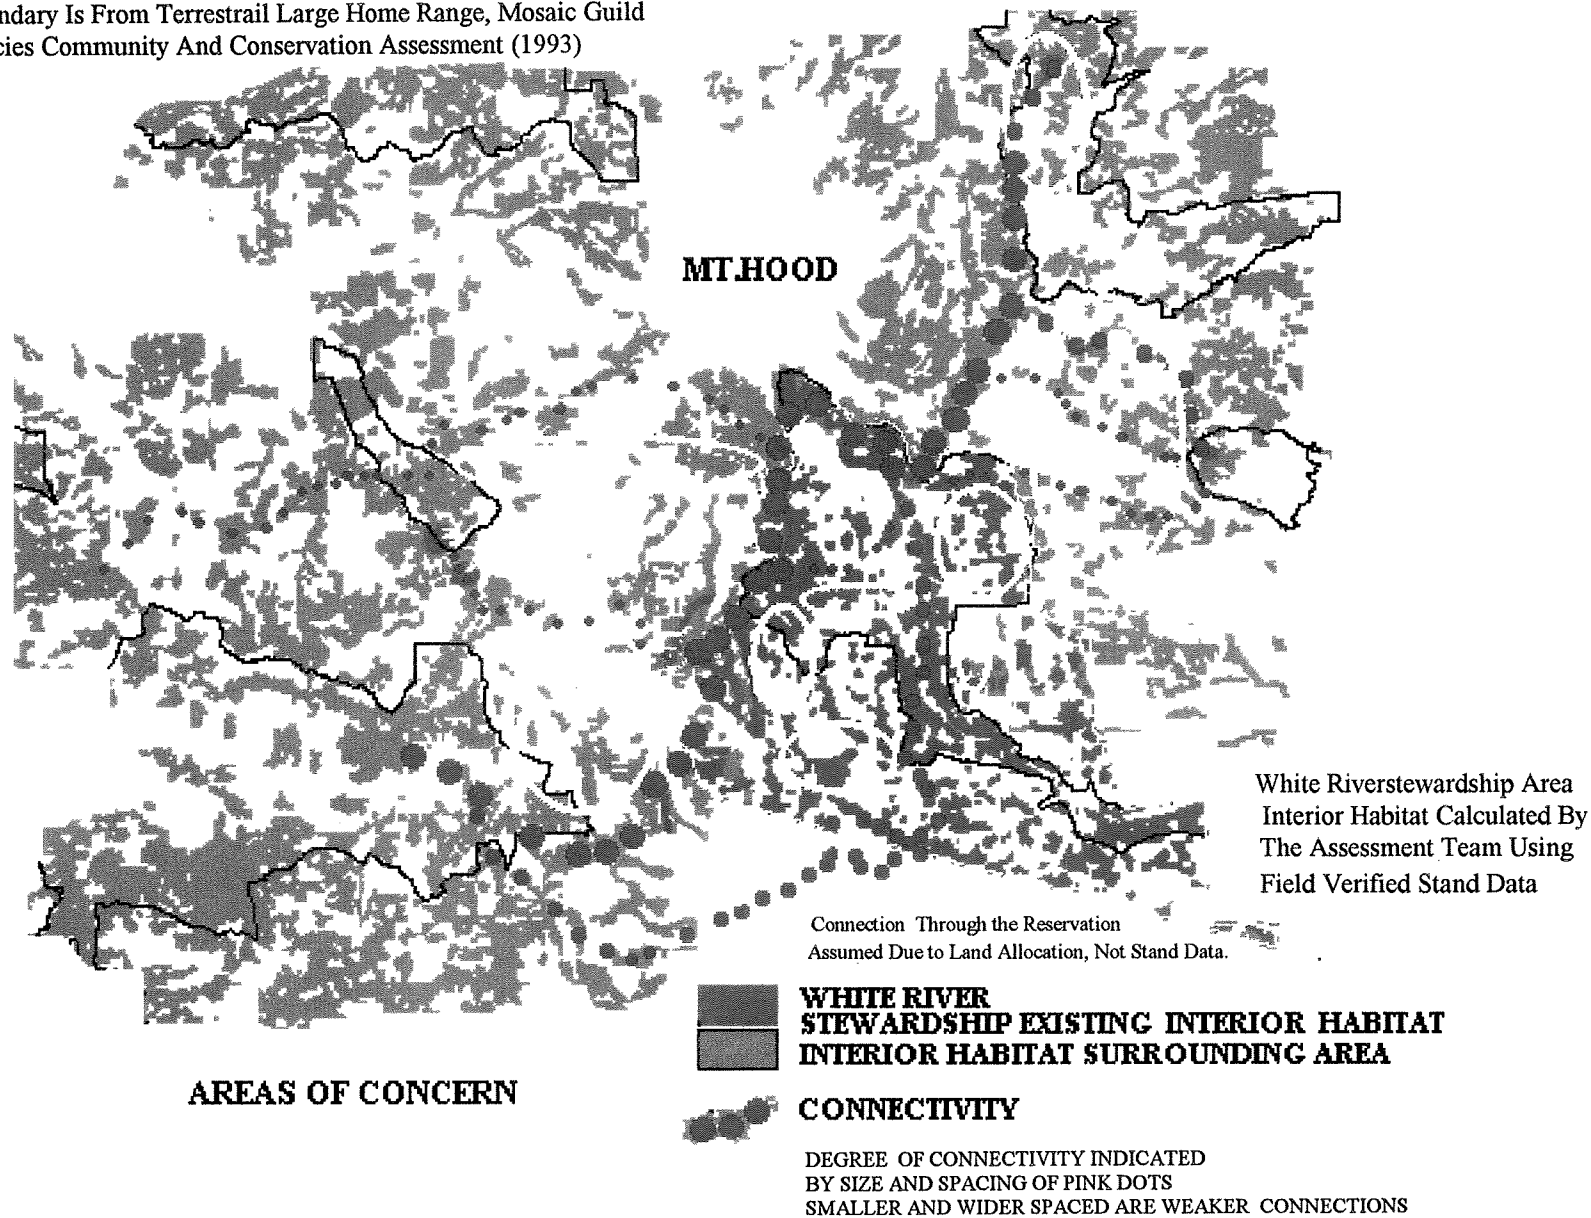 ndary Is From Terrestrail Large Home Range, Mosaic Guild
cies Community And Conservation Assessment (1993)
MT.HOOD
White Riverstewardship Area
Interior Habitat Calculated By
The Assessment Team Using
Field Verified Stand Data
Connection Through the Reservation
Assumed Due to Land Allocation, Not Stand Data.
WHITE RIVER
STEWARDSHIP EXISTING INTERIOR HABITAT
INTERIOR HABITAT SURROUNDING AREA
AREAS OF CONCERN
CONNECTIVITY
DEGREE OF CONNECTIVITY INDICATED
BY SIZE AND SPACING OF PINK DOTS
SMALLER AND WIDER SPACED ARE WEAKER CONNECTIONS